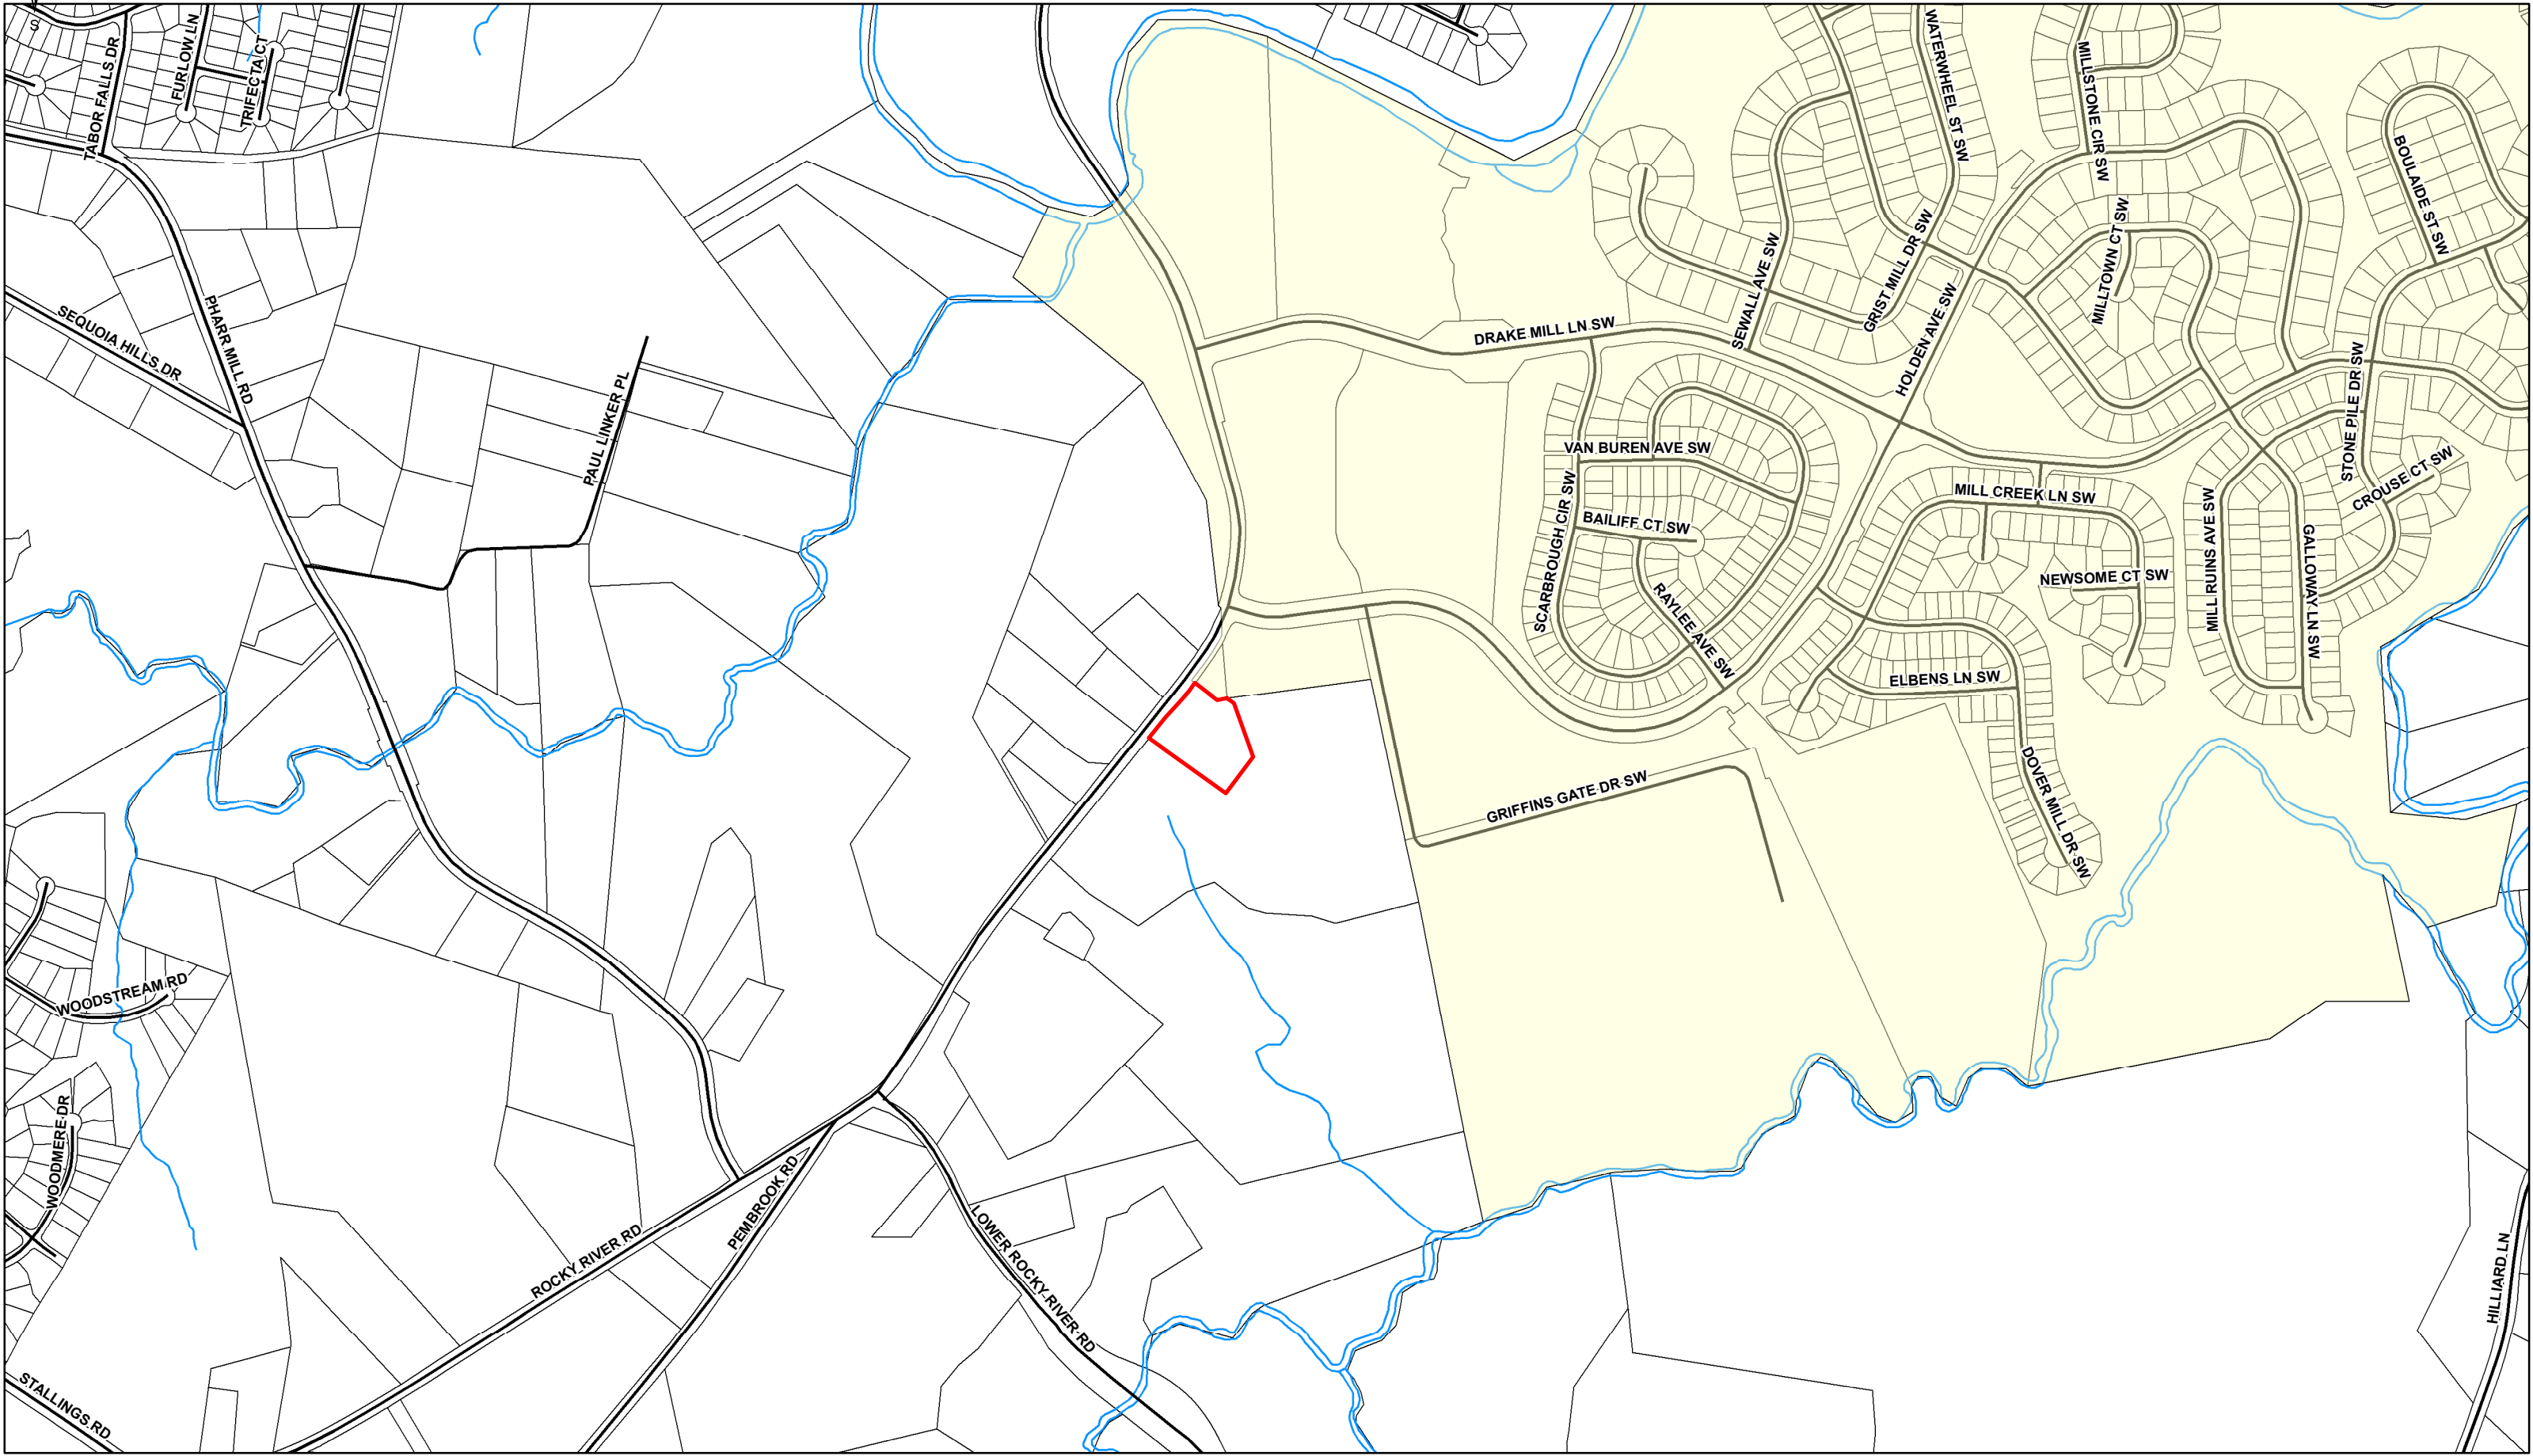 S
TABOR FALLS DR
FURLOW LN
TRIFECTA CT
WATERWHEEL ST SW
MILLSTONE CIR SW
BOULAIDE ST SW
SEQUOIA HILLS DR
PHARR MILL RD
PAUL LINKER PL
DRAKE MILL LN SW
SEWALL AVE SW
GRIST MILL DR SW
HOLDEN AVE SW
MILLTOWN CT SW
STONE PILE DR SW
CROUSE CT SW
VAN BUREN AVE SW
SCARBROUGH CIR SW
BAILIFF CT SW
RAYLEE AVE SW
MILL CREEK LN SW
NEWSOME CT SW
MILL RUINS AVE SW
GALLOWAY LN SW
ELBENS LN SW
DOVER MILL DR SW
GRIFFINS GATE DR SW
WOODSTREAM RD
WOODMERE DR
ROCKY RIVER RD
PEMBROOK RD
LOWER ROCKY RIVER RD
HILLIARD LN
STALLINGS RD